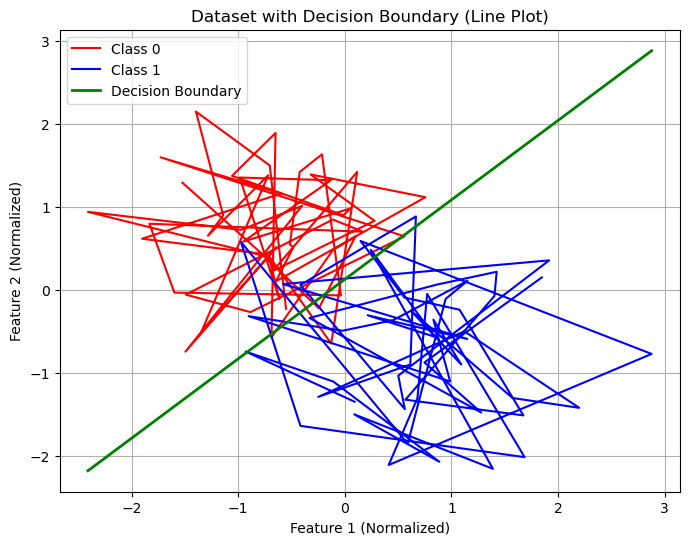 Dataset with Decision Boundary (Line Plot)
Class 0
Class 1
Decision Boundary
Feature 2 (Normalized)
3
2
1
0
−1
−2
−2
−1
0
1
2
3
Feature 1 (Normalized)